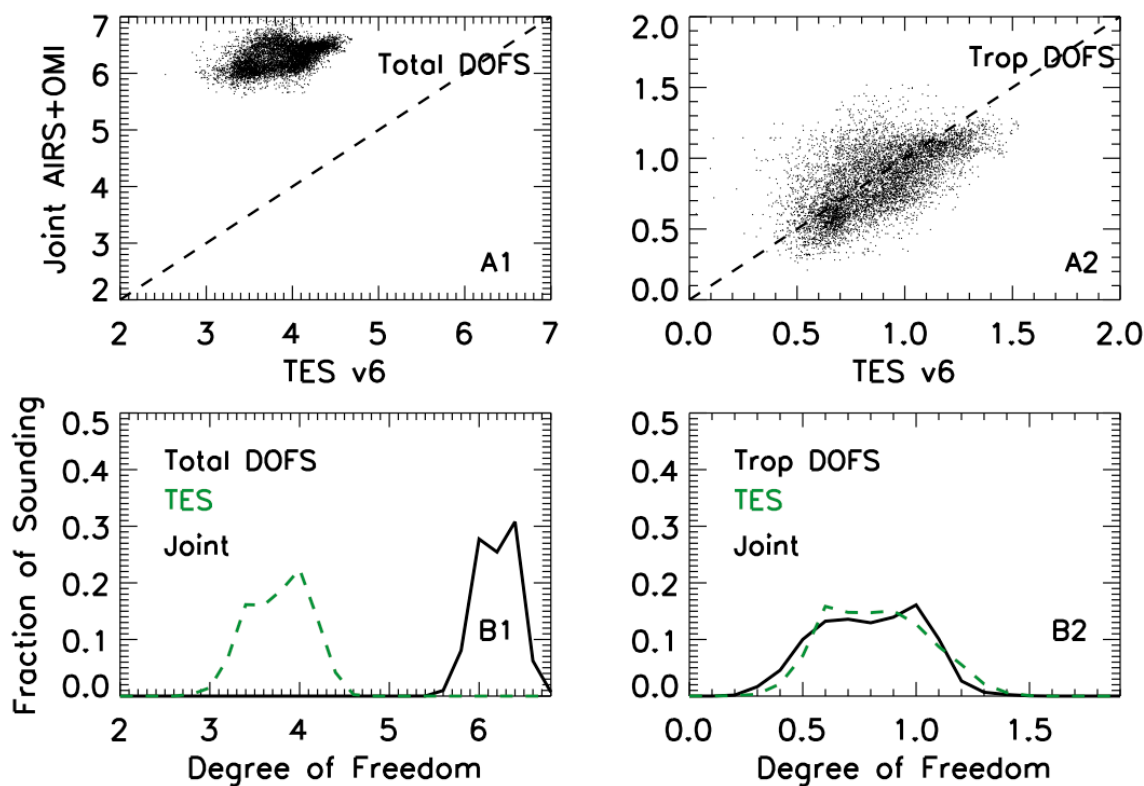 Joint AIRS+OMI
7
6
5
4
3
2
Total DOFS
A1
2 3 4 5 6 7
TES v6
2.0
1.5
1.0
0.5
0.0
Trop DOFS
A2
0.0 0.5 1.0 1.5 2.0
TES v6
Fraction of Sounding
0.5
0.4
0.3
0.2
0.1
0.0
Total DOFS
TES
Joint
B1
2 3 4 5 6
Degree of Freedom
0.5
0.4
0.3
0.2
0.1
0.0
Trop DOFS
TES
Joint
B2
0.0 0.5 1.0 1.5
Degree of Freedom